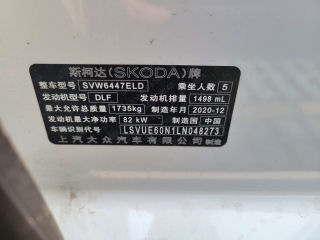 斯柯达(SKODA)牌
整车型号 SVW6447ELD 乘坐人数 5
发动机型号 DLF 发动机排量 1498 mL
最大允许总质量 1735kg 制造年月 2020-12
发动机最大净功率 82 kW 制造国 中国
车辆识别代号 LSVUE60N1LN048273
上汽大众汽车有限公司 制造